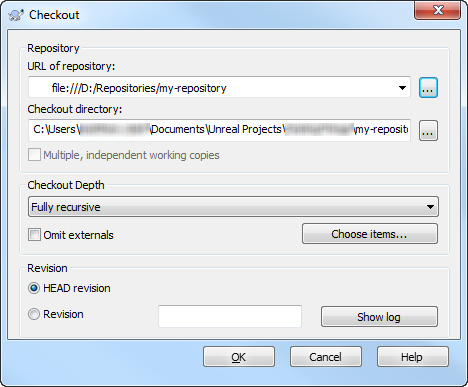 Checkout
Repository
URL of repository:
file:///D:/Repositories/my-repository
...
Checkout directory:
C:\Users\ \Documents\Unreal Projects\ \my-reposit
...
Multiple, independent working copies
Checkout Depth
Fully recursive
Omit externals
Choose items...
Revision
HEAD revision
Revision
Show log
OK
Cancel
Help